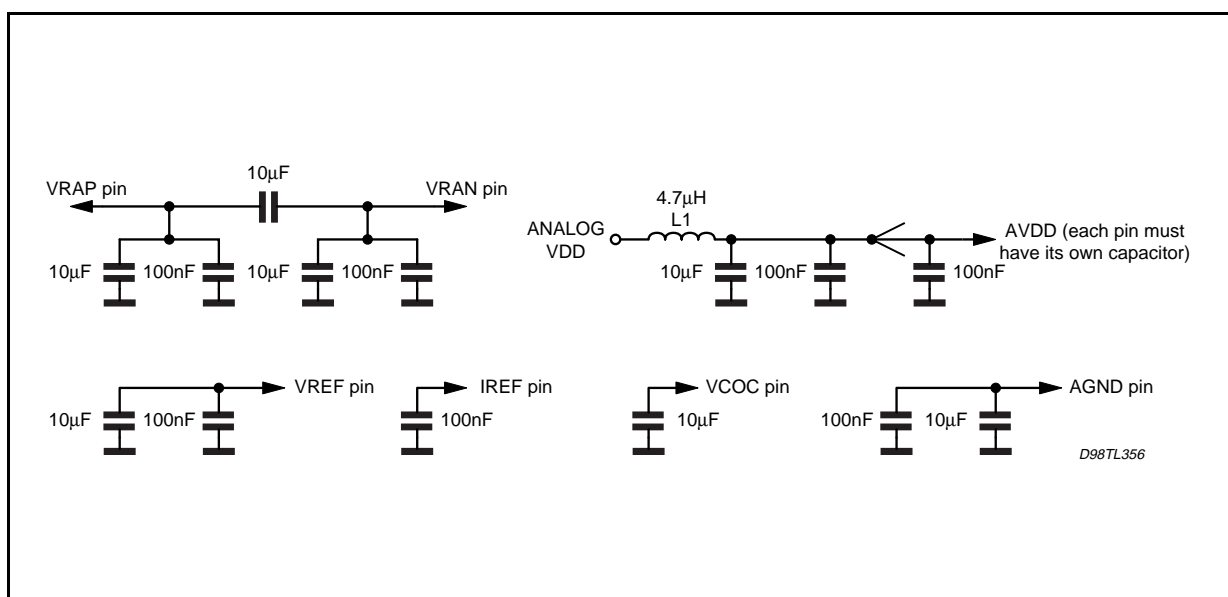 10μF
VRAP pin
VRAN pin
10μF
100nF
10μF
100nF
4.7μH
L1
ANALOG
VDD
10μF
100nF
100nF
AVDD (each pin must
have its own capacitor)
10μF
100nF
VREF pin
IREF pin
100nF
VCOC pin
10μF
100nF
10μF
AGND pin
D98TL356